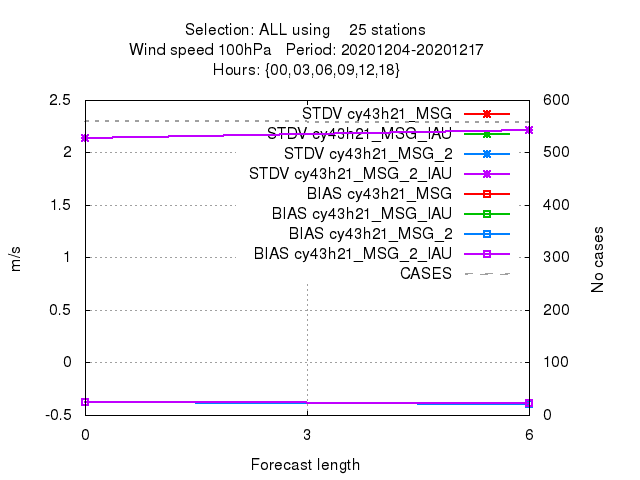 Selection: ALL using 25 stations
Wind speed 100hPa Period: 20201204-20201217
Hours: {00,03,06,09,12,18}
2.5
2
1.5
1
0.5
0
-0.5
m/s
STDV cy43h21_MSG
STDV cy43h21_MSG_IAU
STDV cy43h21_MSG_2
STDV cy43h21_MSG_2_IAU
BIAS cy43h21_MSG
BIAS cy43h21_MSG_IAU
BIAS cy43h21_MSG_2
BIAS cy43h21_MSG_2_IAU
CASES
600
500
400
300
200
100
0
No cases
0 3 6
Forecast length